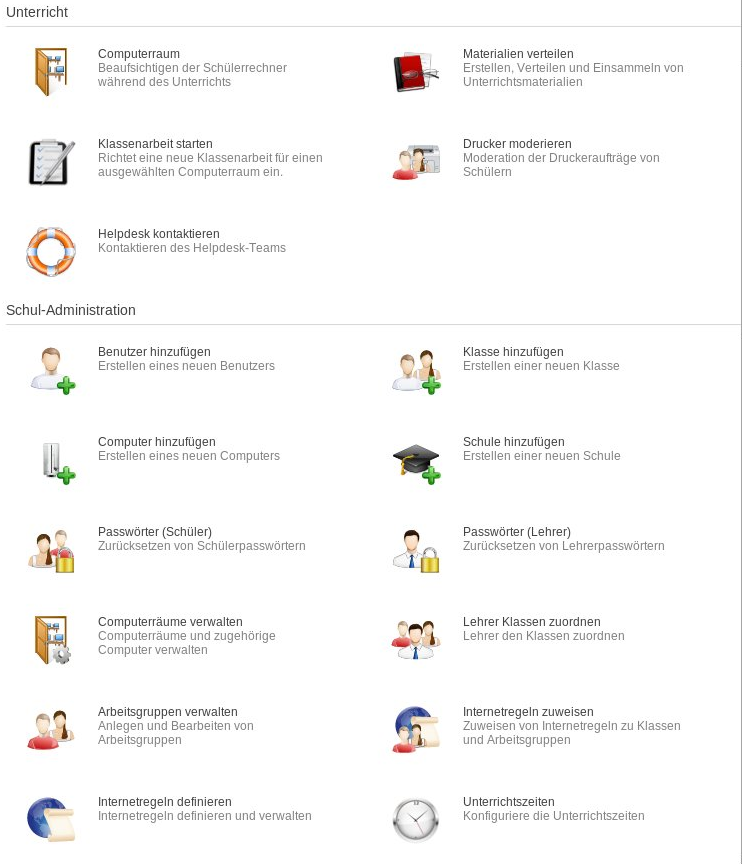 Unterricht
Computerraum
Beaufsichtigen der Schülerrechner
während des Unterrichts
Materialien verteilen
Erstellen, Verteilen und Einsammeln von
Unterrichtsmaterialien
Klassenarbeit starten
Richtet eine neue Klassenarbeit für einen
ausgewählten Computerraum ein.
Drucker moderieren
Moderation der Druckeraufträge von
Schülern
Helpdesk kontaktieren
Kontaktieren des Helpdesk-Teams
Schul-Administration
Benutzer hinzufügen
Erstellen eines neuen Benutzers
Klasse hinzufügen
Erstellen einer neuen Klasse
Computer hinzufügen
Erstellen eines neuen Computers
Schule hinzufügen
Erstellen einer neuen Schule
Passwörter (Schüler)
Zurücksetzen von Schülerpasswörtern
Passwörter (Lehrer)
Zurücksetzen von Lehrerpasswörtern
Computerräume verwalten
Computerräume und zugehörige
Computer verwalten
Lehrer Klassen zuordnen
Lehrer den Klassen zuordnen
Arbeitsgruppen verwalten
Anlegen und Bearbeiten von
Arbeitsgruppen
Internetregeln zuweisen
Zuweisen von Internetregeln zu Klassen
und Arbeitsgruppen
Internetregeln definieren
Internetregeln definieren und verwalten
Unterrichtszeiten
Konfiguriere die Unterrichtszeiten